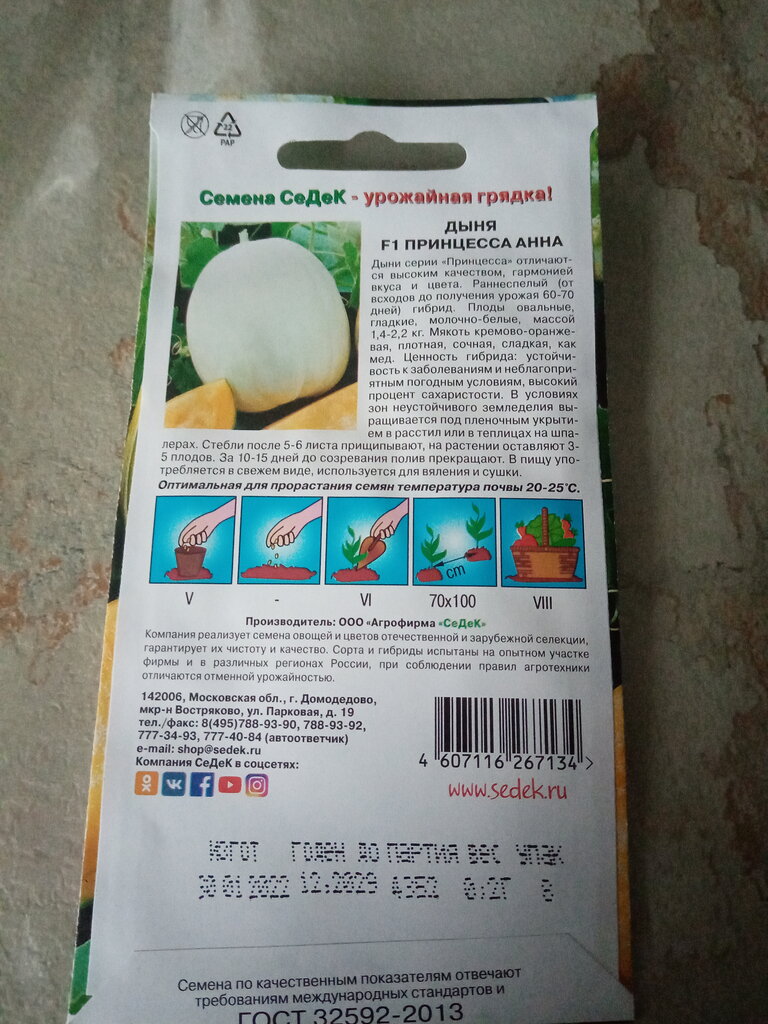 22
PAP
Семена СеДеК - урожайная грядка!
ДЫНЯ
F1 ПРИНЦЕССА АННА
Дыни серии «Принцесса» отличают-
ся высоким качеством, гармонией
вкуса и цвета. Раннеспелый (от
всходов до получения урожая 60-70
дней) гибрид. Плоды овальные,
гладкие, молочно-белые, массой
1,4-2,2 кг. Мякоть кремово-оранже-
вая, плотная, сочная, сладкая, как
мед. Ценность гибрида: устойчи-
вость к заболеваниям и неблагопри-
ятным погодным условиям, высокий
процент сахаристости. В условиях
зон неустойчивого земледелия вы-
ращивается под пленочным укрыти-
ем в расстил или в теплицах на шпа-
лерах. Стебли после 5-6 листа прищипывают, на растении оставляют 3-
5 плодов. За 10-15 дней до созревания полив прекращают. В пищу упо-
требляется в свежем виде, используется для вяления и сушки.
Оптимальная для прорастания семян температура почвы 20-25°С.
cm
V - VI 70x100 VIII
Производитель: ООО «Агрофирма «СеДеК»
Компания реализует семена овощей и цветов отечественной и зарубежной селекции,
гарантирует их чистоту и качество. Сорта и гибриды испытаны на опытном участке
фирмы и в различных регионах России, при соблюдении правил агротехники
отличаются отменной урожайностью.
142006, Московская обл., г. Домодедово,
мкр-н Востряково, ул. Парковая, д. 19
тел./факс: 8(495)788-93-90, 788-93-92,
777-34-93, 777-40-84 (автоответчик)
e-mail: shop@sedek.ru
Компания СеДеК в соцсетях:
4 607116 267134 >
www.sedek.ru
ГОДЕН ДО ПАРТИЯ ВЕС УПАК
12.2029
Семена по качественным показателям отвечают
требованиям международных стандартов и
ГОСТ 32592-2013